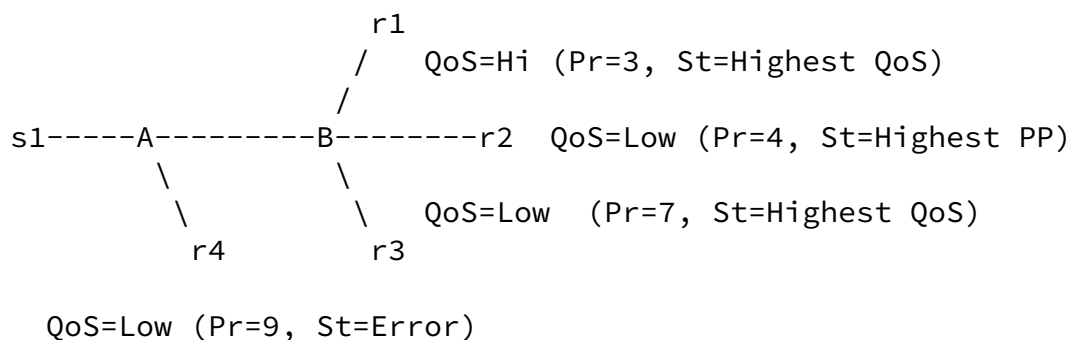 r1
/ QoS=Hi (Pr=3, St=Highest QoS)
/
s1-----A---------B--------r2 QoS=Low (Pr=4, St=Highest PP)
\ \
\ \ QoS=Low (Pr=7, St=Highest QoS)
r4 r3
QoS=Low (Pr=9, St=Error)